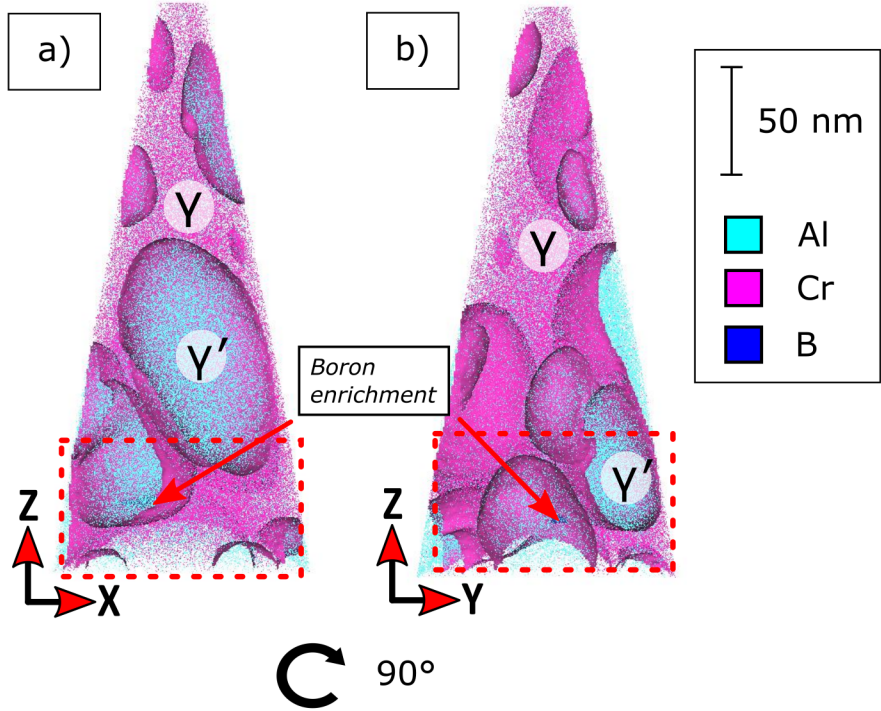 a)
b)
50 nm
Al
Cr
B
γ
γ
γ′
Boron
enrichment
γ′
Z
X
Z
Y
90°